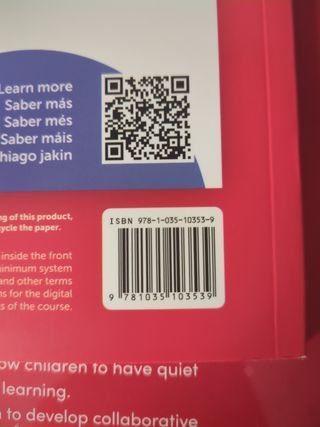 Learn more
Saber más
Saber més
Saber máis
hiago jakin
ng of this product,
cycle the paper.
inside the front
inimum system
and other terms
ns for the digital
s of the course.
ISBN 978-1-035-10353-9
9 781035 103539
ow children to have quiet
learning.
n to develop collaborative